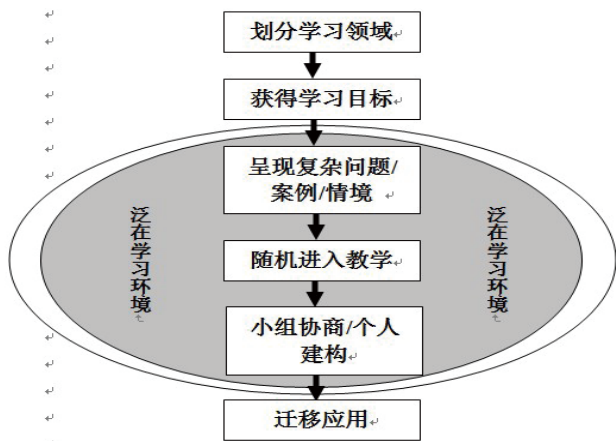 划分学习领域
获得学习目标
呈现复杂问题/
案例/情境
泛在学习环境
泛在学习环境
随机进入教学
小组协商/个人
建构
迁移应用